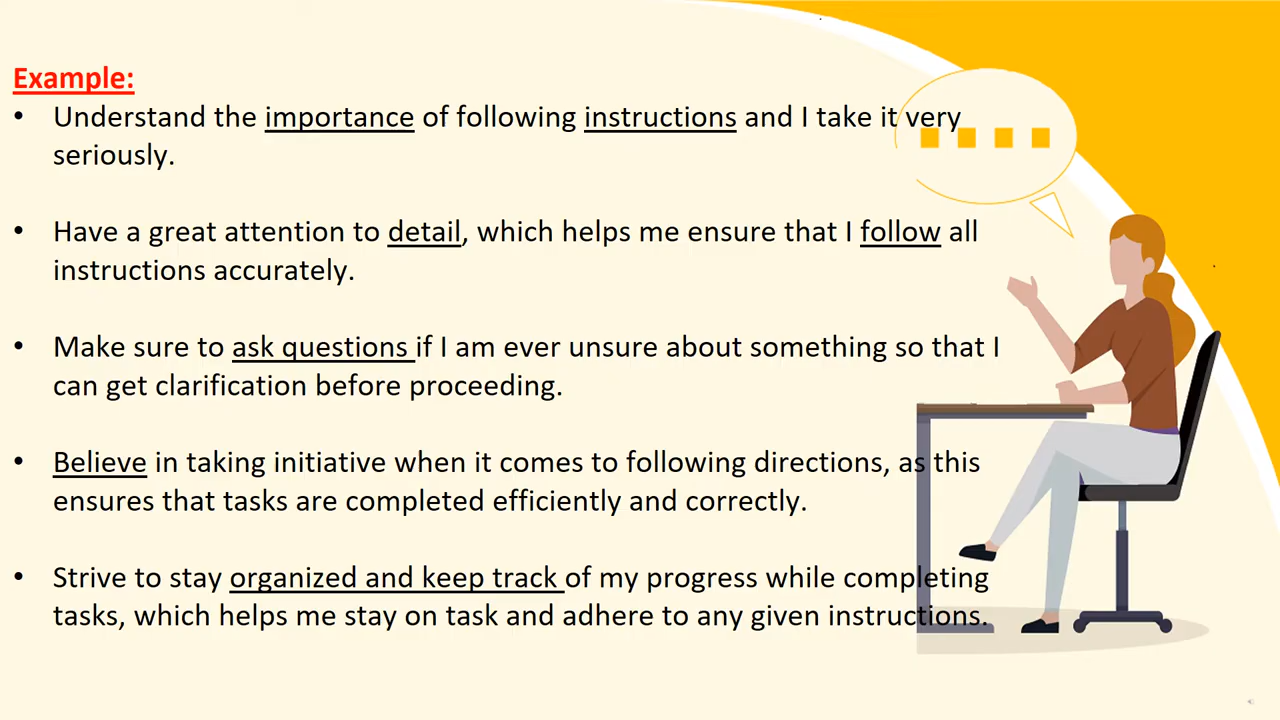 Example:
• Understand the importance of following instructions and I take it very
seriously.
• Have a great attention to detail, which helps me ensure that I follow all
instructions accurately.
• Make sure to ask questions if I am ever unsure about something so that I
can get clarification before proceeding.
• Believe in taking initiative when it comes to following directions, as this
ensures that tasks are completed efficiently and correctly.
• Strive to stay organized and keep track of my progress while completing
tasks, which helps me stay on task and adhere to any given instructions.